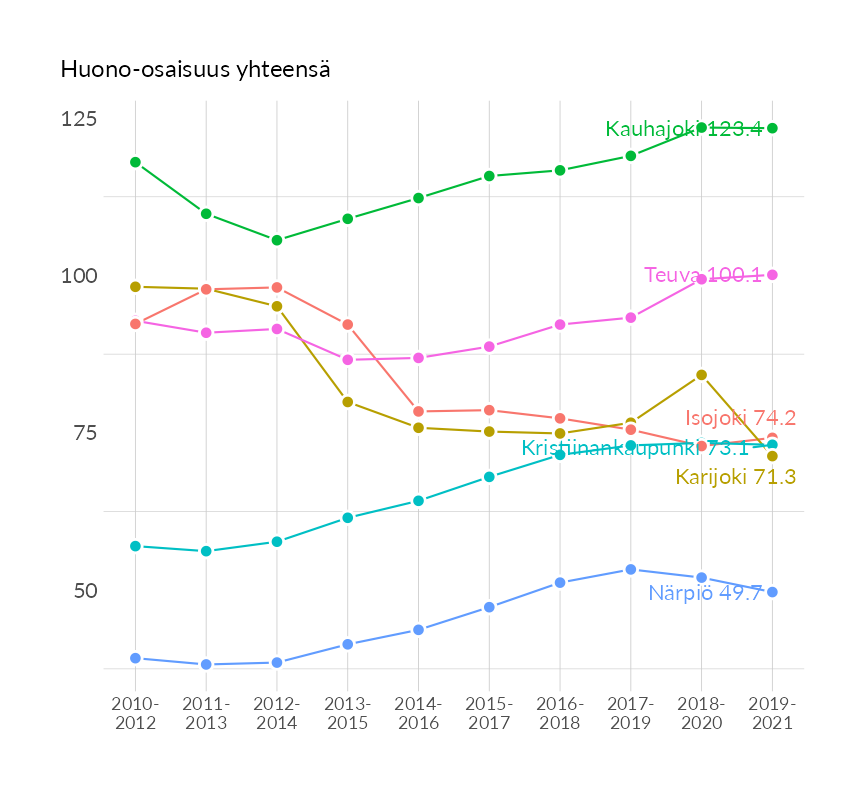 Huono-osaisuus yhteensä
125
Kauhajoki 123.4
100
Teuva 100.1
Isojoki 74.2
75
Kristiinankaupunki 73.1
Karijoki 71.3
50
Närpiö 49.7
2010- 2011- 2012- 2013- 2014- 2015- 2016- 2017- 2018- 2019-
2012 2013 2014 2015 2016 2017 2018 2019 2020 2021